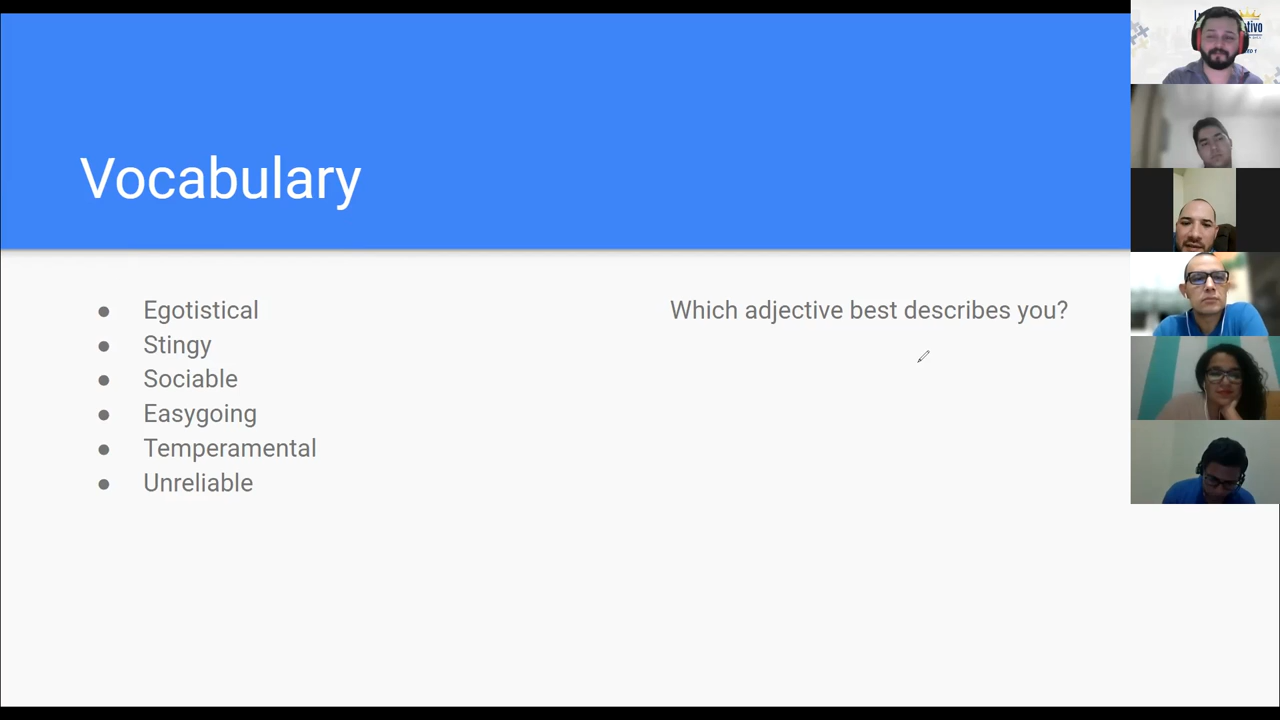 Vocabulary
● Egotistical
● Stingy
● Sociable
● Easygoing
● Temperamental
● Unreliable
Which adjective best describes you?